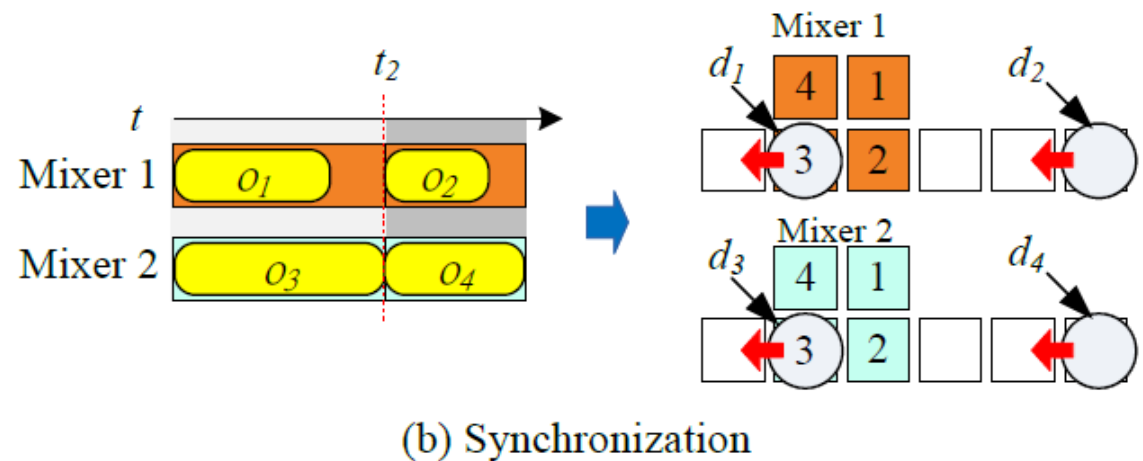 t
t2
Mixer 1
o1
o2
Mixer 2
o3
o4
Mixer 1
d1
d2
4
1
3
2
Mixer 2
d3
d4
4
1
3
2
(b) Synchronization